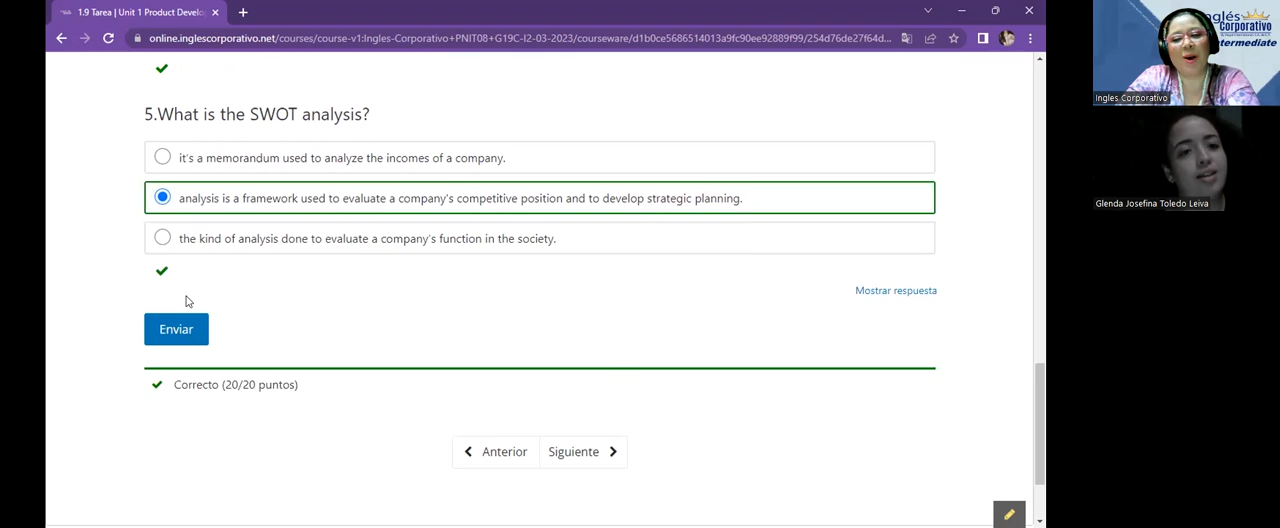 1.9 Tarea | Unit 1 Product Develo
online.inglescorporativo.net/courses/course-v1:Ingles-Corporativo+PNIT08+G19C-I2-03-2023/courseware/d1b0ce5686514013a9fc90ee92889f99/254d76de27f64d...
5.What is the SWOT analysis?
it's a memorandum used to analyze the incomes of a company.
analysis is a framework used to evaluate a company's competitive position and to develop strategic planning.
the kind of analysis done to evaluate a company's function in the society.
Mostrar respuesta
Enviar
Correcto (20/20 puntos)
Anterior
Siguiente
Inglés
Corporativo
Intermediate
Ingles Corporativo
Glenda Josefina Toledo Leiva